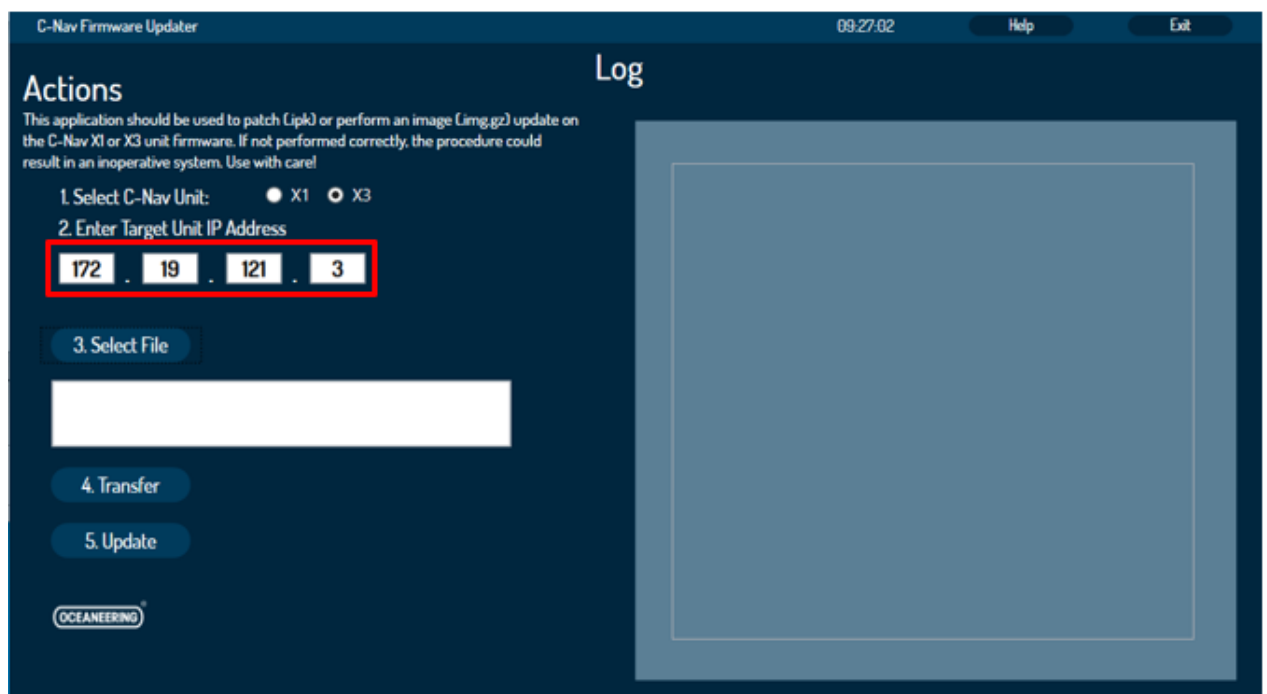 C-Nav Firmware Updater
09:27:02
Help
Exit
Actions
Log
This application should be used to patch (.ipk) or perform an image (.img.gz) update on
the C-Nav X1 or X3 unit firmware. If not performed correctly, the procedure could
result in an inoperative system. Use with care!
1. Select C-Nav Unit: X1 X3
2. Enter Target Unit IP Address
172 . 19 . 121 . 3
3. Select File
4. Transfer
5. Update
OCEANEERING®